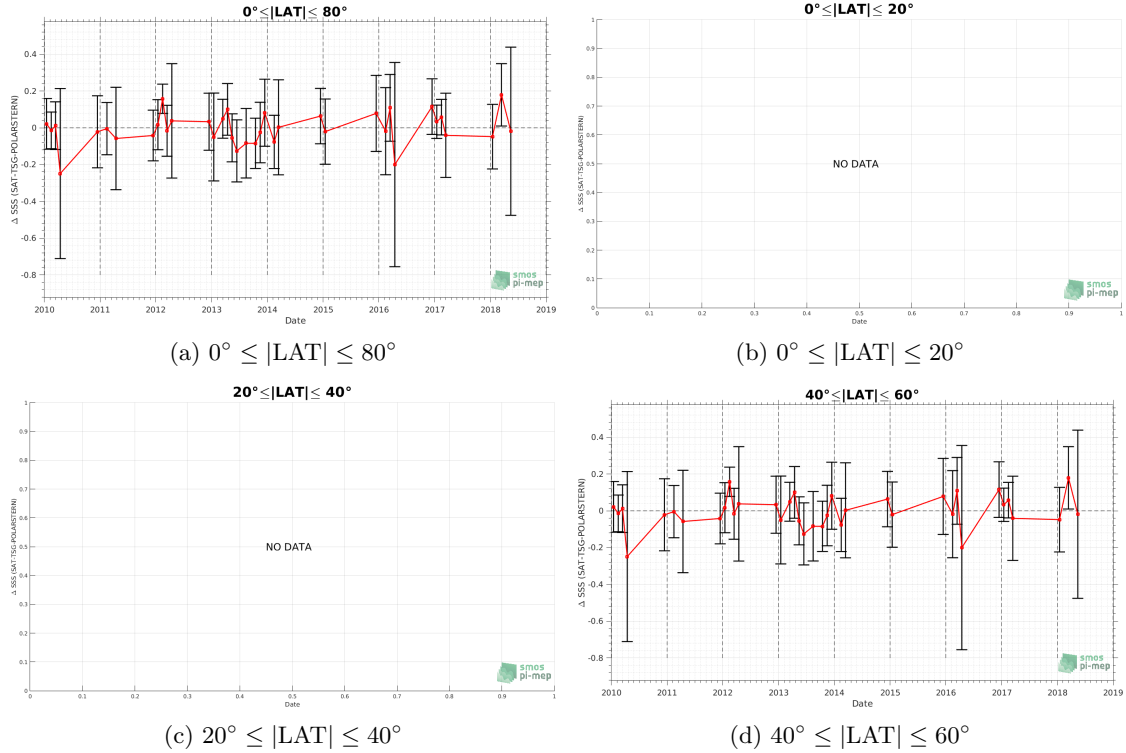 0°≤|LAT|≤ 80°
Δ SSS (SAT-TSG-POLARSTERN)
0.4
0.2
0
-0.2
-0.4
-0.6
-0.8
2010 2011 2012 2013 2014 2015 2016 2017 2018 2019
Date
smos
pi-mep
(a) 0° ≤ |LAT| ≤ 80°
0°≤|LAT|≤ 20°
Δ SSS (SAT-TSG-POLARSTERN)
1
0.9
0.8
0.7
0.6
0.5
0.4
0.3
0.2
0.1
0
NO DATA
0 0.1 0.2 0.3 0.4 0.5 0.6 0.7 0.8 0.9 1
Date
smos
pi-mep
(b) 0° ≤ |LAT| ≤ 20°
20°≤|LAT|≤ 40°
Δ SSS (SAT-TSG-POLARSTERN)
1
0.9
0.8
0.7
0.6
0.5
0.4
0.3
0.2
0.1
0
NO DATA
0 0.1 0.2 0.3 0.4 0.5 0.6 0.7 0.8 0.9 1
Date
smos
pi-mep
(c) 20° ≤ |LAT| ≤ 40°
40°≤|LAT|≤ 60°
Δ SSS (SAT-TSG-POLARSTERN)
0.4
0.2
0
-0.2
-0.4
-0.6
-0.8
2010 2011 2012 2013 2014 2015 2016 2017 2018 2019
Date
smos
pi-mep
(d) 40° ≤ |LAT| ≤ 60°